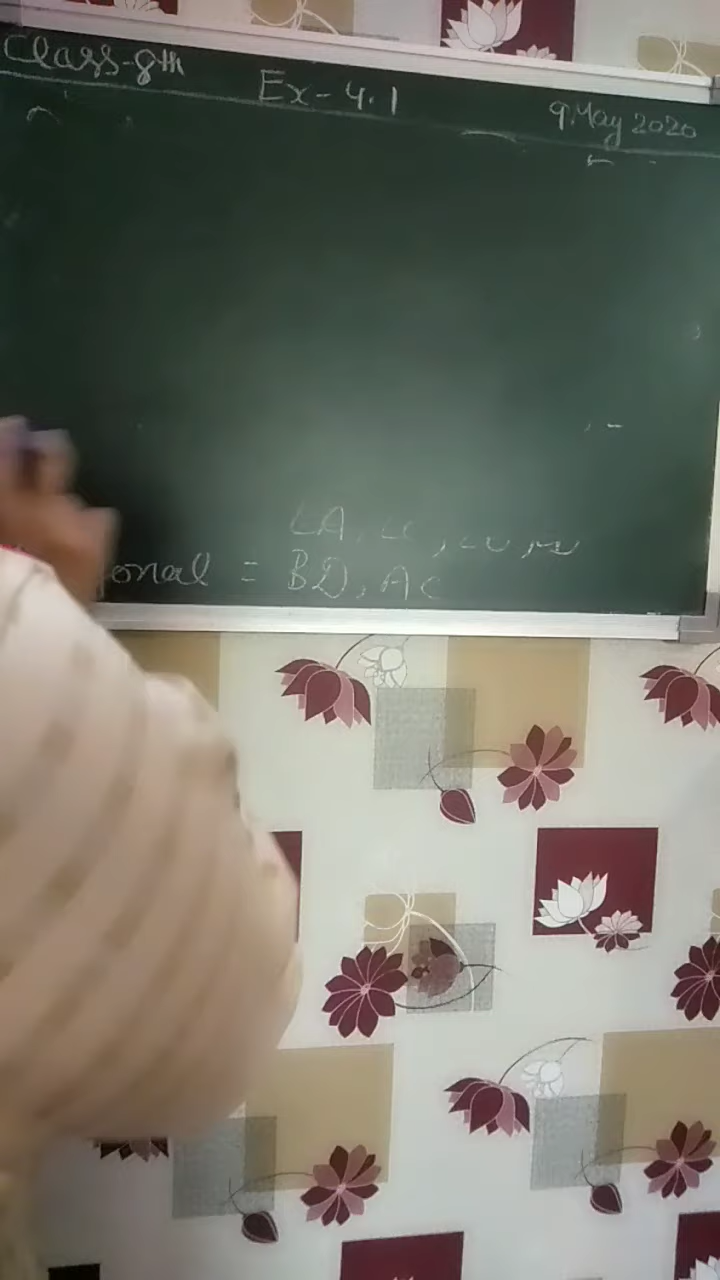 Class-8th
Ex-4.1
9 May 2020
∠A,
onal = BD, AC